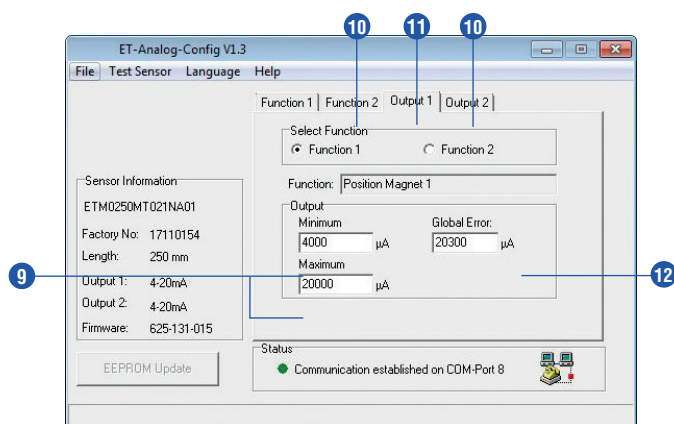 10 11 10
ET-Analog-Config V1.3
File Test Sensor Language Help
Function 1 Function 2 Output 1 Output 2
Select Function
Function 1 Function 2
Function: Position Magnet 1
Output
Minimum Global Error:
4000 µA 20300 µA
Maximum
20000 µA
Sensor Information
ETM0250MT021NA01
Factory No: 17110154
Length: 250 mm
Output 1: 4-20mA
Output 2: 4-20mA
Firmware: 625-131-015
9
12
EEPROM Update
Status
Communication established on COM-Port 8